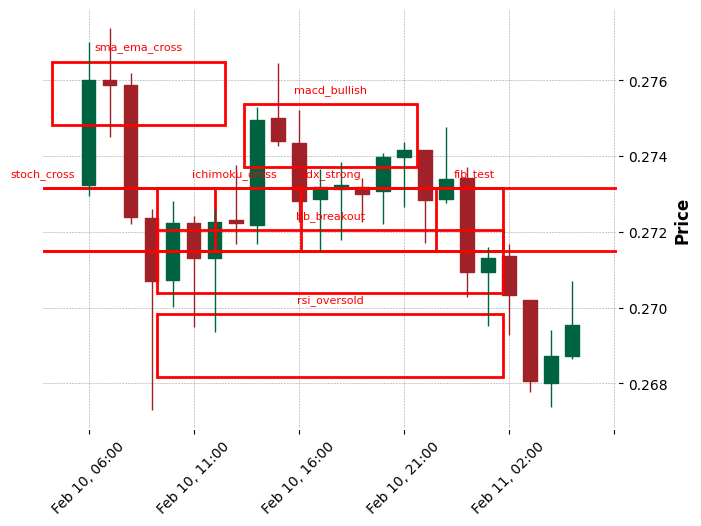 sma_ema_cross
macd_bullish
stoch_cross
ichimoku_cross
adx_strong
fib_test
bb_breakout
rsi_oversold
0.276
0.274
0.272
0.270
0.268
Price
Feb 10, 06:00
Feb 10, 11:00
Feb 10, 16:00
Feb 10, 21:00
Feb 11, 02:00